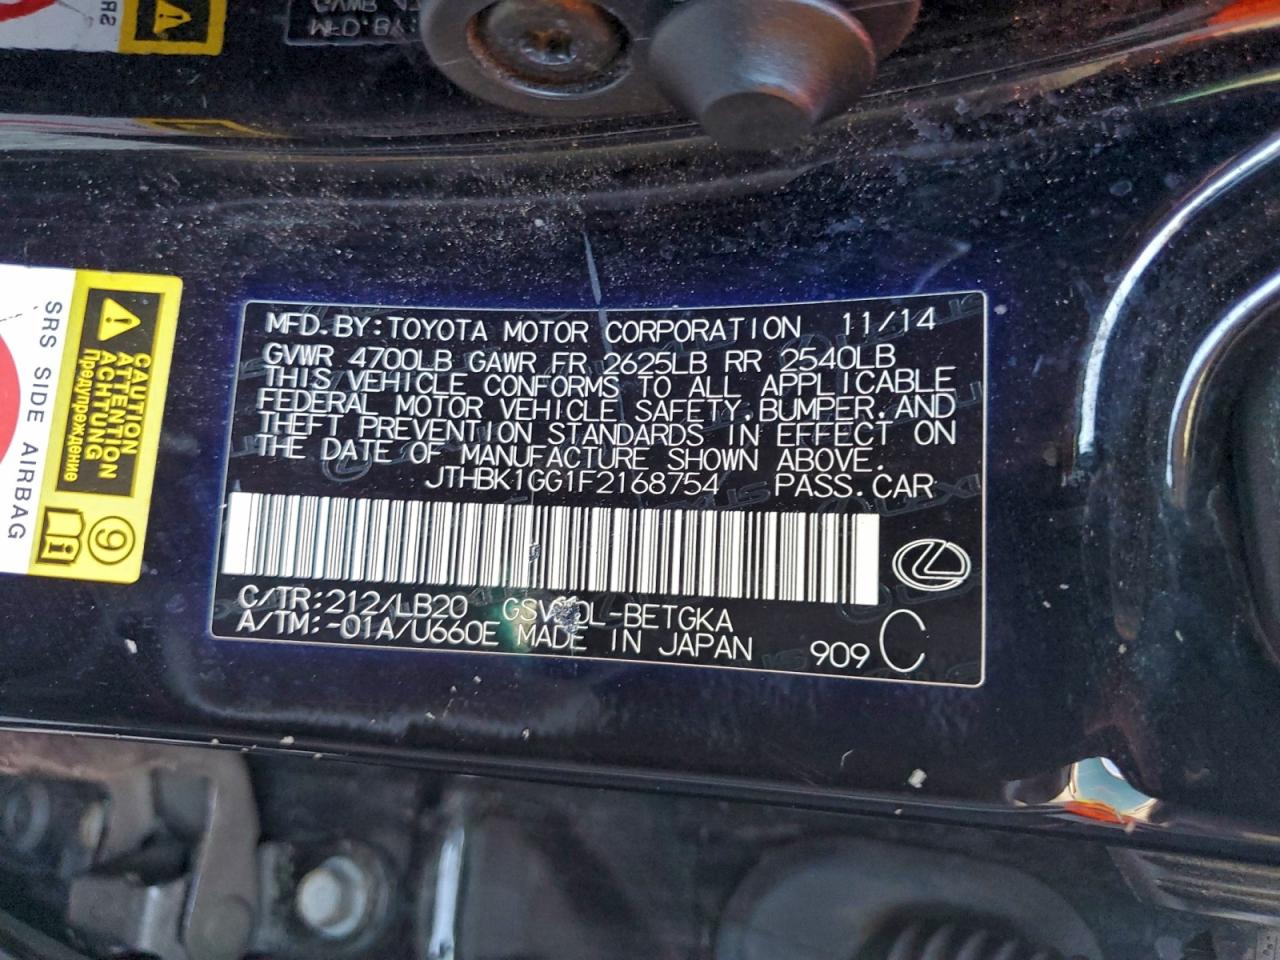 MFD.BY:TOYOTA MOTOR CORPORATION 11/14
GVWR 4700LB GAWR FR 2625LB RR 2540LB
THIS VEHICLE CONFORMS TO ALL APPLICABLE
FEDERAL MOTOR VEHICLE SAFETY,BUMPER,AND
THEFT PREVENTION STANDARDS IN EFFECT ON
THE DATE OF MANUFACTURE SHOWN ABOVE.
JTHBK1GG1F2168754 PASS.CAR
C/TR:212/LB20 -BETGKA
A/TM:-01A/U660E MADE IN JAPAN 909 C
SRS SIDE AIRBAG
CAUTION
ATTENTION
ACHTUNG
Предупреждение
9